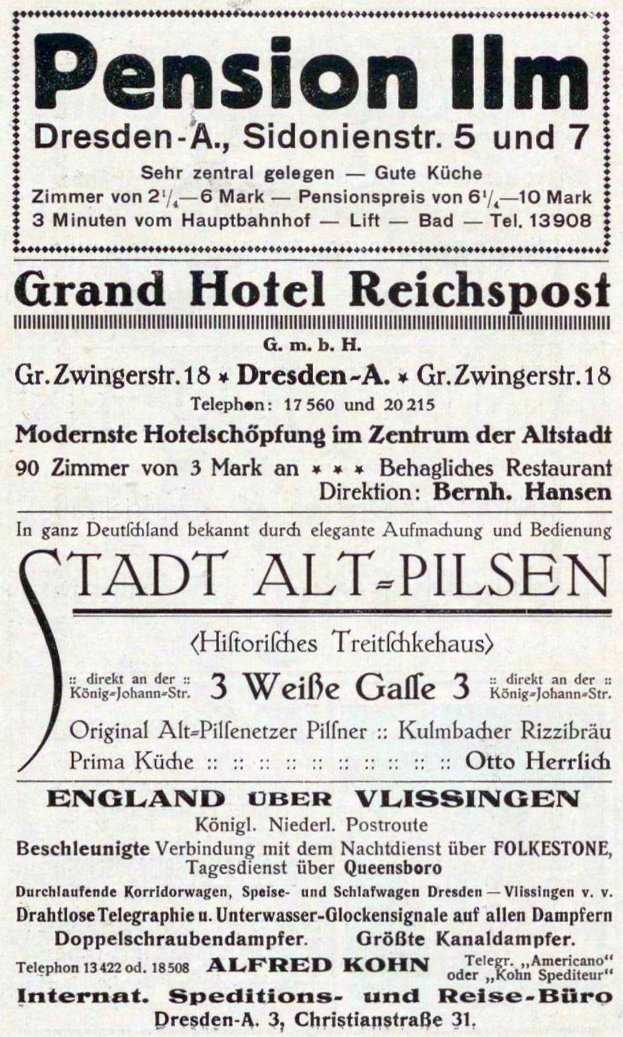 Pension Ilm
Dresden-A., Sidonienstr. 5 und 7
Sehr zentral gelegen — Gute Küche
Zimmer von 2¼—6 Mark — Pensionspreis von 6¼—10 Mark
3 Minuten vom Hauptbahnhof — Lift — Bad — Tel. 13908
Grand Hotel Reichspost
G. m. b. H.
Gr. Zwingerstr. 18 * Dresden-A. * Gr. Zwingerstr. 18
Telephon: 17560 und 20215
Modernste Hotelschöpfung im Zentrum der Altstadt
90 Zimmer von 3 Mark an * * * Behagliches Restaurant
Direktion: Bernh. Hansen
In ganz Deutſchland bekannt durch elegante Aufmachung und Bedienung
STADT ALT-PILSEN
〈Hiſtoriſches Treitſchkehaus〉
:: direkt an der :: König-Johann-Str. 3 Weiße Gaſſe 3 :: direkt an der :: König-Johann-Str.
Original Alt-Pilſenetzer Pilſner :: Kulmbacher Rizzibräu
Prima Küche :: :: :: :: :: :: :: :: :: :: Otto Herrlich
ENGLAND ÜBER VLISSINGEN
Königl. Niederl. Postroute
Beschleunigte Verbindung mit dem Nachtdienst über FOLKESTONE,
Tagesdienst über Queensboro
Durchlaufende Korridorwagen, Speise- und Schlafwagen Dresden — Vlissingen v. v.
Drahtlose Telegraphie u. Unterwasser-Glockensignale auf allen Dampfern
Doppelschraubendampfer. Größte Kanaldampfer.
Telephon 13422 od. 18508 ALFRED KOHN Telegr. „Americano“ oder „Kohn Spediteur“
Internat. Speditions- und Reise-Büro
Dresden-A. 3, Christianstraße 31.